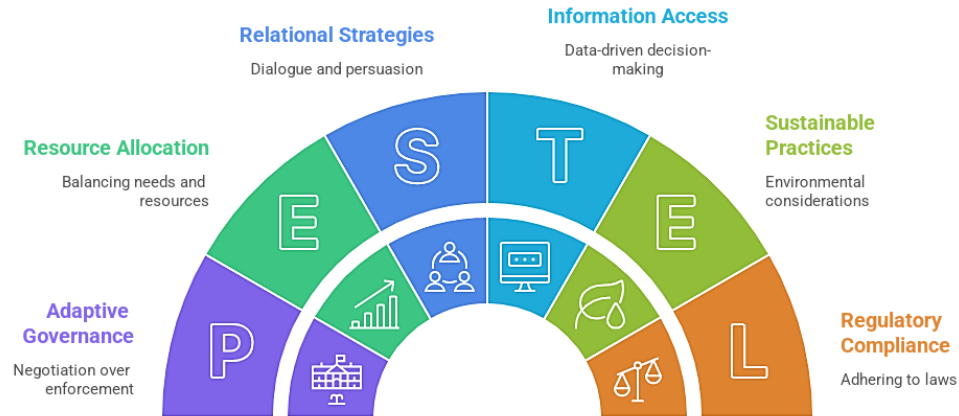 Information Access
Data-driven decision-
making
Relational Strategies
Dialogue and persuasion
Sustainable
Practices
Environmental
considerations
Resource Allocation
Balancing needs and
resources
Adaptive
Governance
Negotiation over
enforcement
Regulatory
Compliance
Adhering to laws
P
E
S
T
E
L